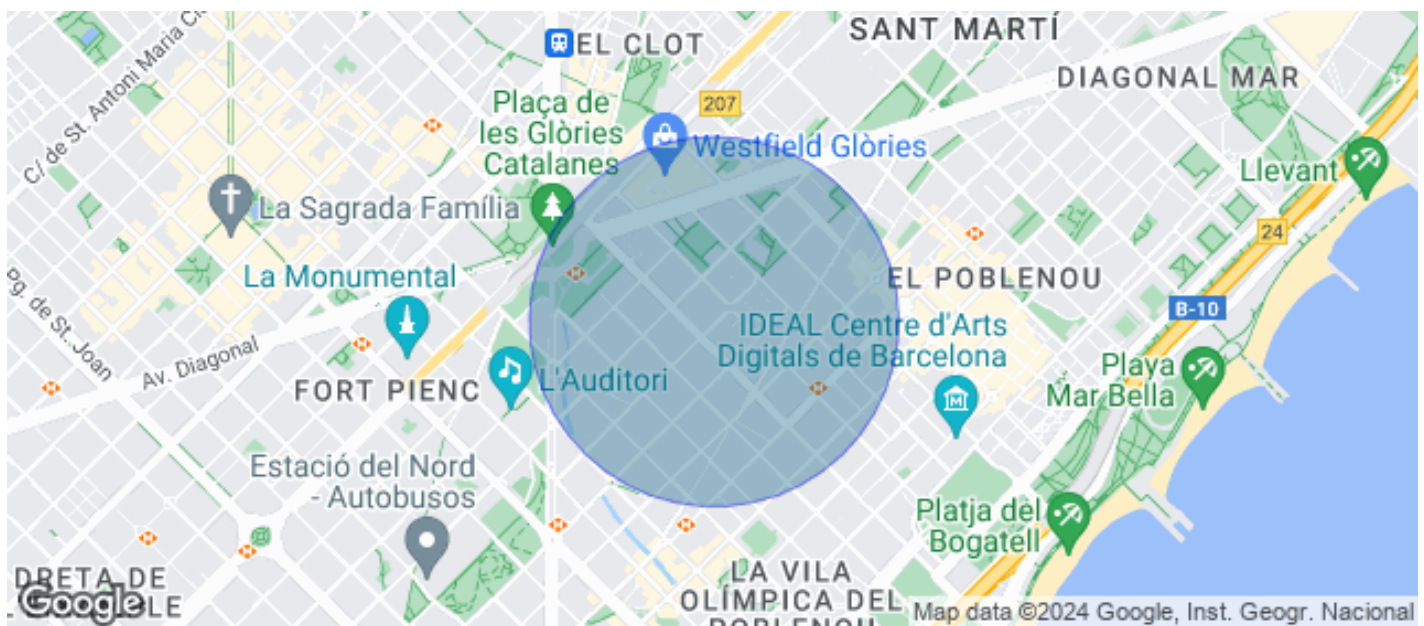 SANT MARTÍ
EL CLOT
DIAGONAL MAR
C/ de St. Antoni Maria Cl
Plaça de
les Glòries
Catalanes
207
Westfield Glòries
Llevant
La Sagrada Família
24
La Monumental
EL POBLENOU
B-10
Pg. de St. Joan
Av. Diagonal
IDEAL Centre d'Arts
Digitals de Barcelona
FORT PIENC
L'Auditori
Playa
Mar Bella
Estació del Nord
- Autobusos
Platja del
Bogatell
DRETA DE
Google
LA VILA
OLÍMPICA DEL
POBLENOU
Map data ©2024 Google, Inst. Geogr. Nacional